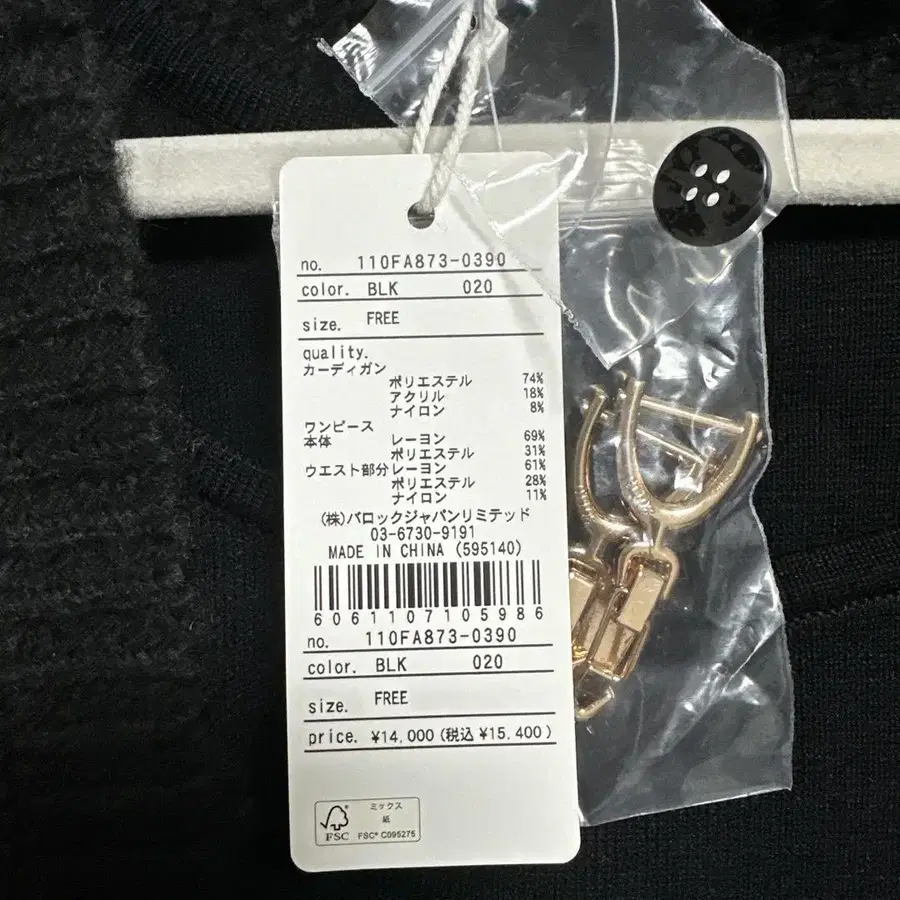 no. 110FA873-0390
color. BLK 020
size. FREE
quality.
カーディガン
ポリエステル 74%
アクリル 18%
ナイロン 8%
ワンピース
本体 レーヨン 69%
ポリエステル 31%
ウエスト部分 レーヨン 61%
ポリエステル 28%
ナイロン 11%
(株)バロックジャパンリミテッド
03-6730-9191
MADE IN CHINA (595140)
6061107105986
no. 110FA873-0390
color. BLK 020
size. FREE
price. ¥14,000 (税込 ¥15,400)
ミックス
紙
FSC
FSC® C095275